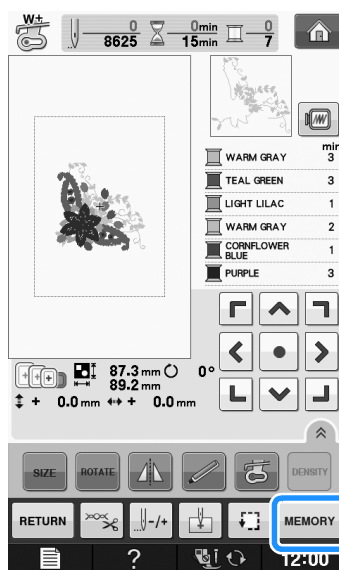 W+
0 0min 0
8625 15min 7
min
WARM GRAY 3
TEAL GREEN 3
LIGHT LILAC 1
WARM GRAY 2
CORNFLOWER
BLUE 1
PURPLE 3
87.3 mm 0°
89.2 mm
+ 0.0 mm + 0.0 mm
SIZE ROTATE DENSITY
RETURN -/+ MEMORY
? 12:00